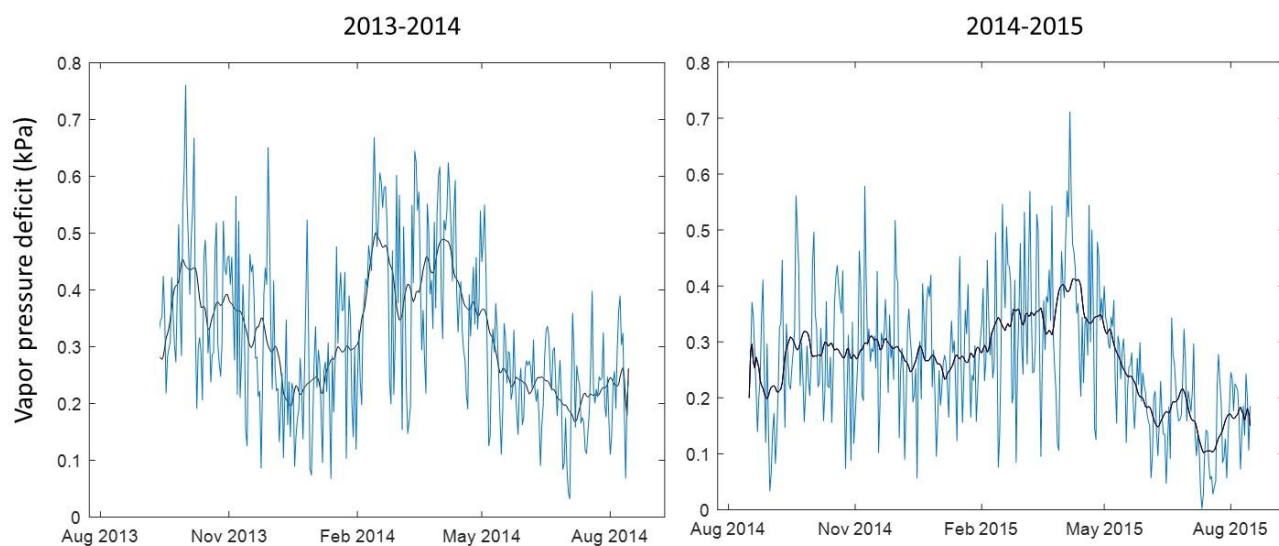 2013-2014
2014-2015
Vapor pressure deficit (kPa)
0.8
0.7
0.6
0.5
0.4
0.3
0.2
0.1
0
Aug 2013
Nov 2013
Feb 2014
May 2014
Aug 2014
0.8
0.7
0.6
0.5
0.4
0.3
0.2
0.1
0
Aug 2014
Nov 2014
Feb 2015
May 2015
Aug 2015